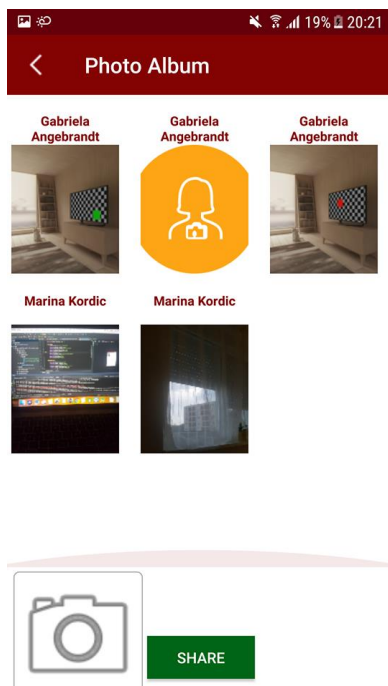 19% 20:21
Photo Album
Gabriela
Angebrandt
Gabriela
Angebrandt
Gabriela
Angebrandt
Marina Kordic
Marina Kordic
SHARE